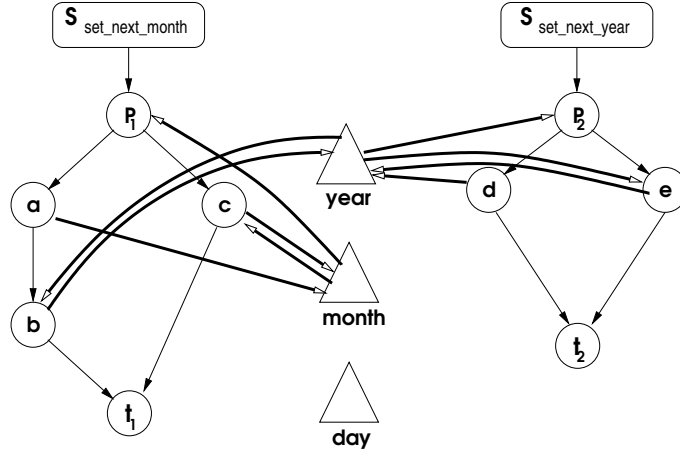 S set_next_month
S set_next_year
P1
P2
year
a
c
d
e
month
b
t2
t1
day